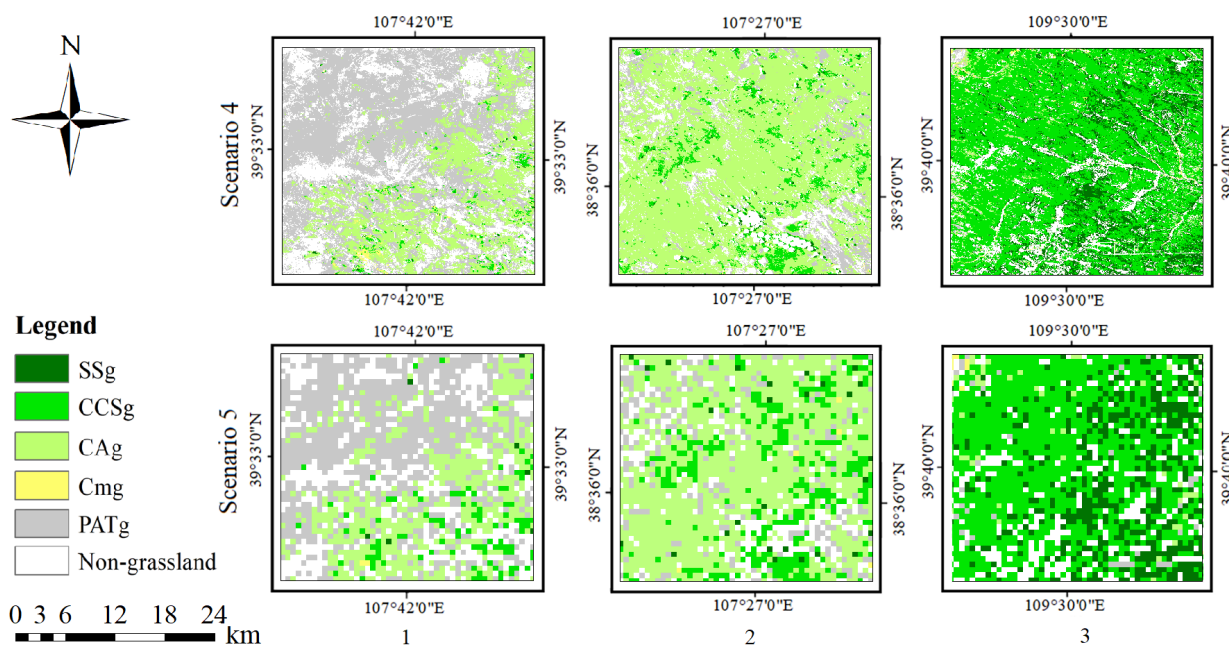 107°42'0"E
107°27'0"E
109°30'0"E
N
Scenario 4
39°33'0"N
39°33'0"N
38°36'0"N
38°36'0"N
39°40'0"N
39°40'0"N
107°42'0"E
107°27'0"E
109°30'0"E
Legend
SSg
CCSg
CAg
Cmg
PATg
Non-grassland
0 3 6 12 18 24
km
107°42'0"E
107°27'0"E
109°30'0"E
Scenario 5
39°33'0"N
39°33'0"N
38°36'0"N
38°36'0"N
39°40'0"N
39°40'0"N
107°42'0"E
107°27'0"E
109°30'0"E
1
2
3